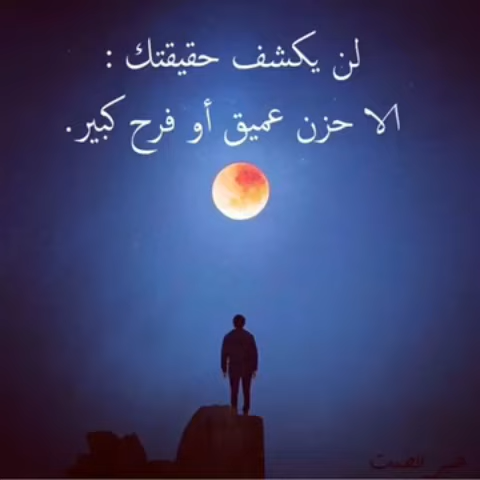 لن يكشف حقيقتك :
الا حزن عميق أو فرح كبير.